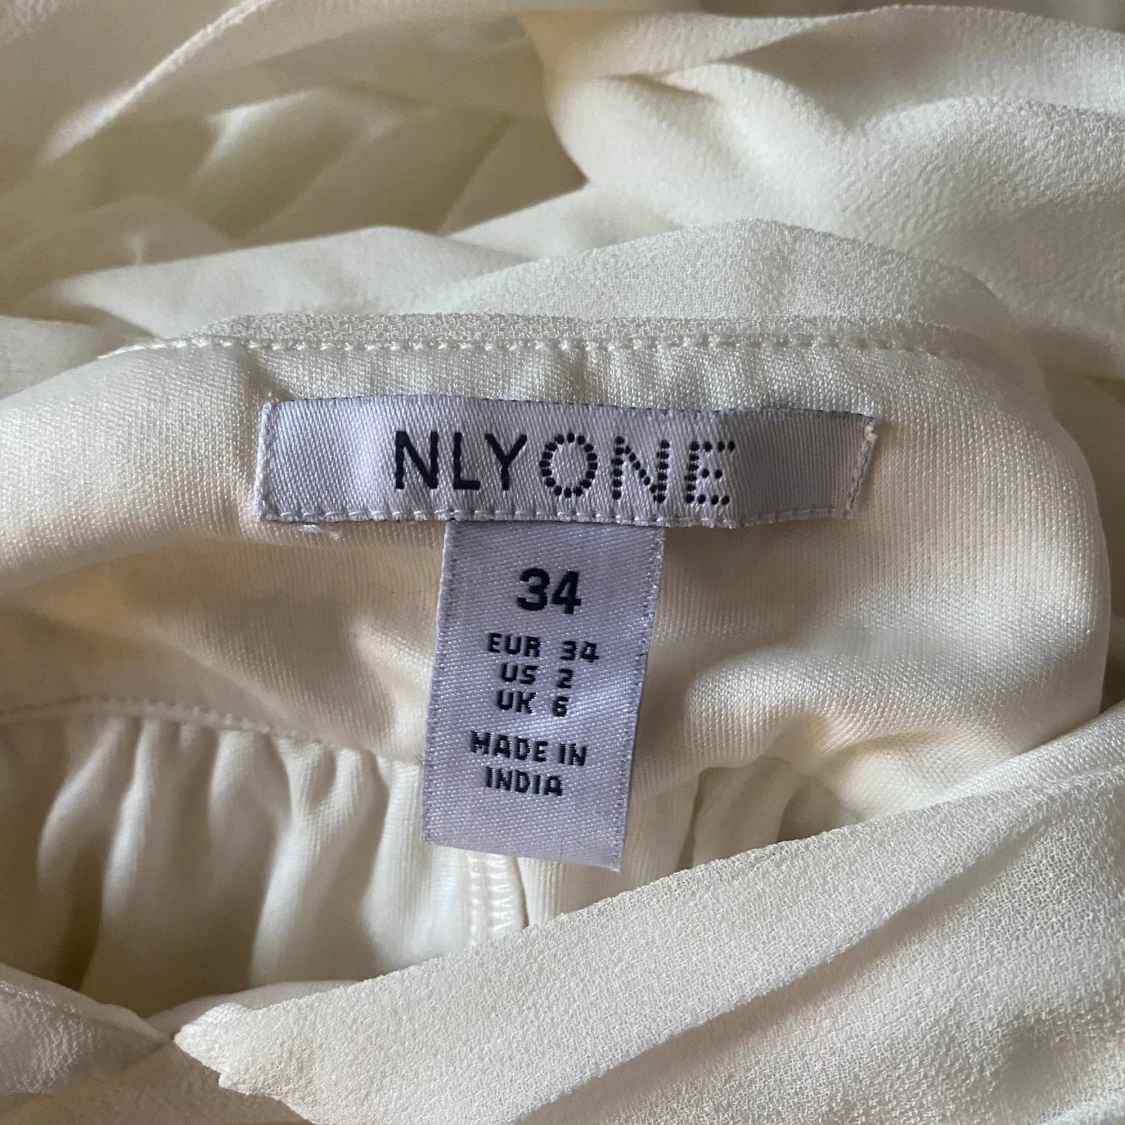 NLYONE
34
EUR 34
US 2
UK 6
MADE IN
INDIA